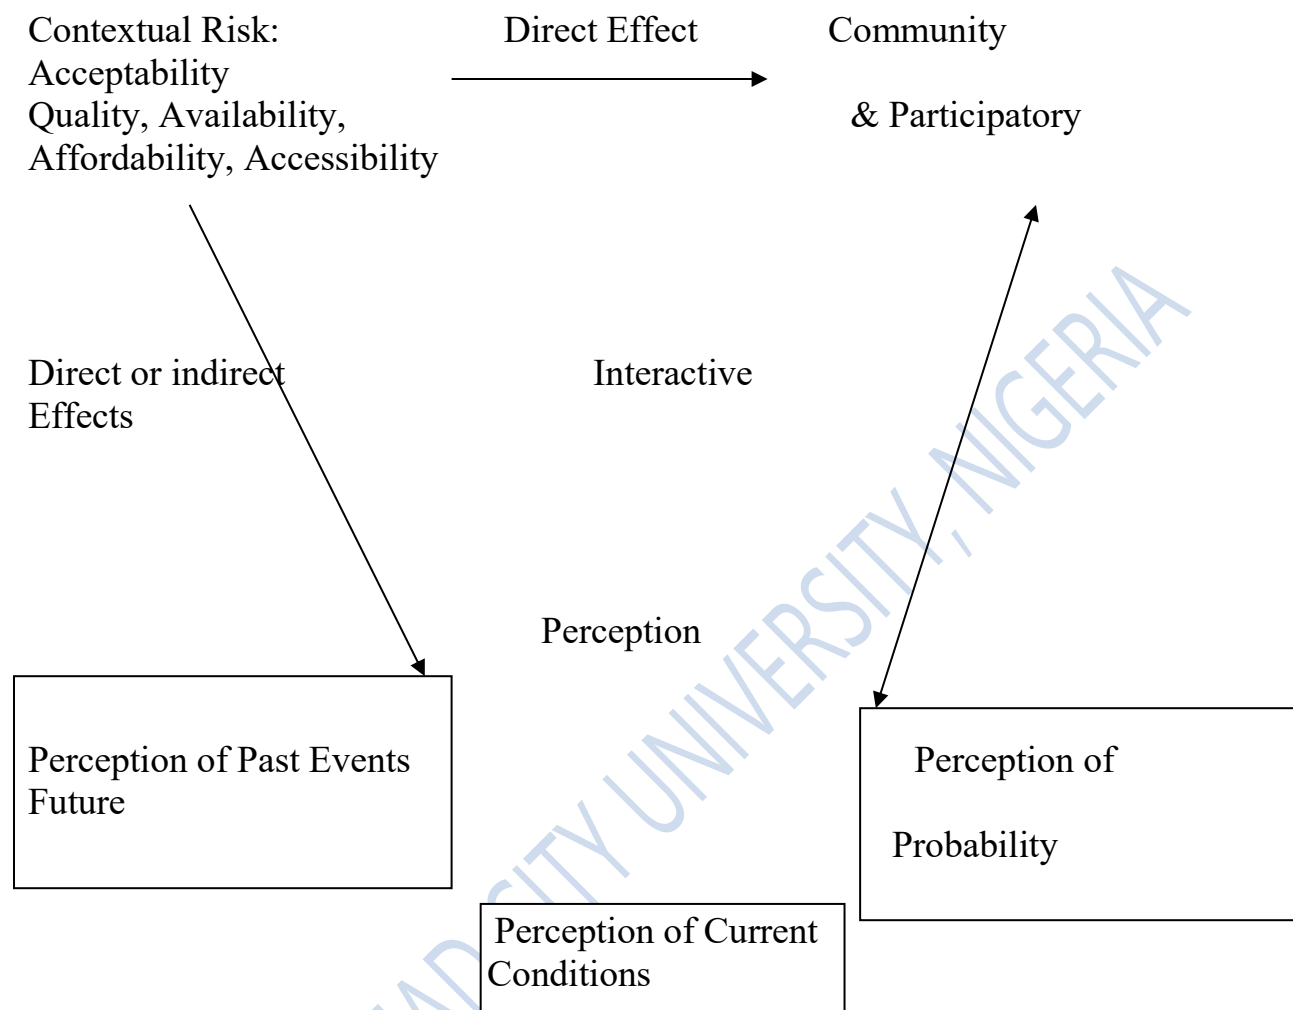 Contextual Risk:
Direct Effect
Community
Acceptability
Quality, Availability,
& Participatory
Affordability, Accessibility
Direct or indirect
Effects
Interactive
Perception
Perception of Past Events
Future
Perception of
Probability
Perception of Current
Conditions
CITY UNIVERSITY, NIGERIA